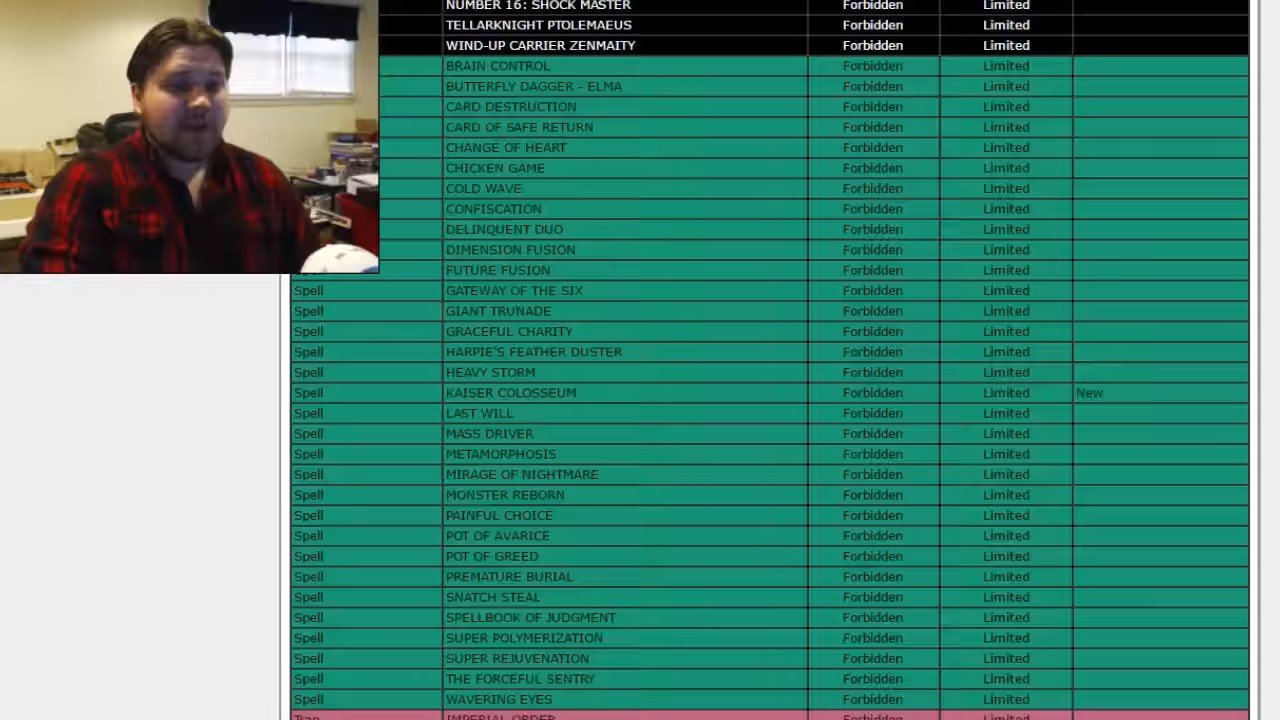 NUMBER 16: SHOCK MASTER Forbidden Limited
TELLARKNIGHT PTOLEMAEUS Forbidden Limited
WIND-UP CARRIER ZENMAITY Forbidden Limited
BRAIN CONTROL Forbidden Limited
BUTTERFLY DAGGER - ELMA Forbidden Limited
CARD DESTRUCTION Forbidden Limited
CARD OF SAFE RETURN Forbidden Limited
CHANGE OF HEART Forbidden Limited
CHICKEN GAME Forbidden Limited
COLD WAVE Forbidden Limited
CONFISCATION Forbidden Limited
DELINQUENT DUO Forbidden Limited
DIMENSION FUSION Forbidden Limited
Spell FUTURE FUSION Forbidden Limited
Spell GATEWAY OF THE SIX Forbidden Limited
Spell GIANT TRUNADE Forbidden Limited
Spell GRACEFUL CHARITY Forbidden Limited
Spell HARPIE'S FEATHER DUSTER Forbidden Limited
Spell HEAVY STORM Forbidden Limited
Spell KAISER COLOSSEUM Forbidden Limited New
Spell LAST WILL Forbidden Limited
Spell MASS DRIVER Forbidden Limited
Spell METAMORPHOSIS Forbidden Limited
Spell MIRAGE OF NIGHTMARE Forbidden Limited
Spell MONSTER REBORN Forbidden Limited
Spell PAINFUL CHOICE Forbidden Limited
Spell POT OF AVARICE Forbidden Limited
Spell POT OF GREED Forbidden Limited
Spell PREMATURE BURIAL Forbidden Limited
Spell SNATCH STEAL Forbidden Limited
Spell SPELLBOOK OF JUDGMENT Forbidden Limited
Spell SUPER POLYMERIZATION Forbidden Limited
Spell SUPER REJUVENATION Forbidden Limited
Spell THE FORCEFUL SENTRY Forbidden Limited
Spell WAVERING EYES Forbidden Limited
Trap IMPERIAL ORDER Forbidden Limited